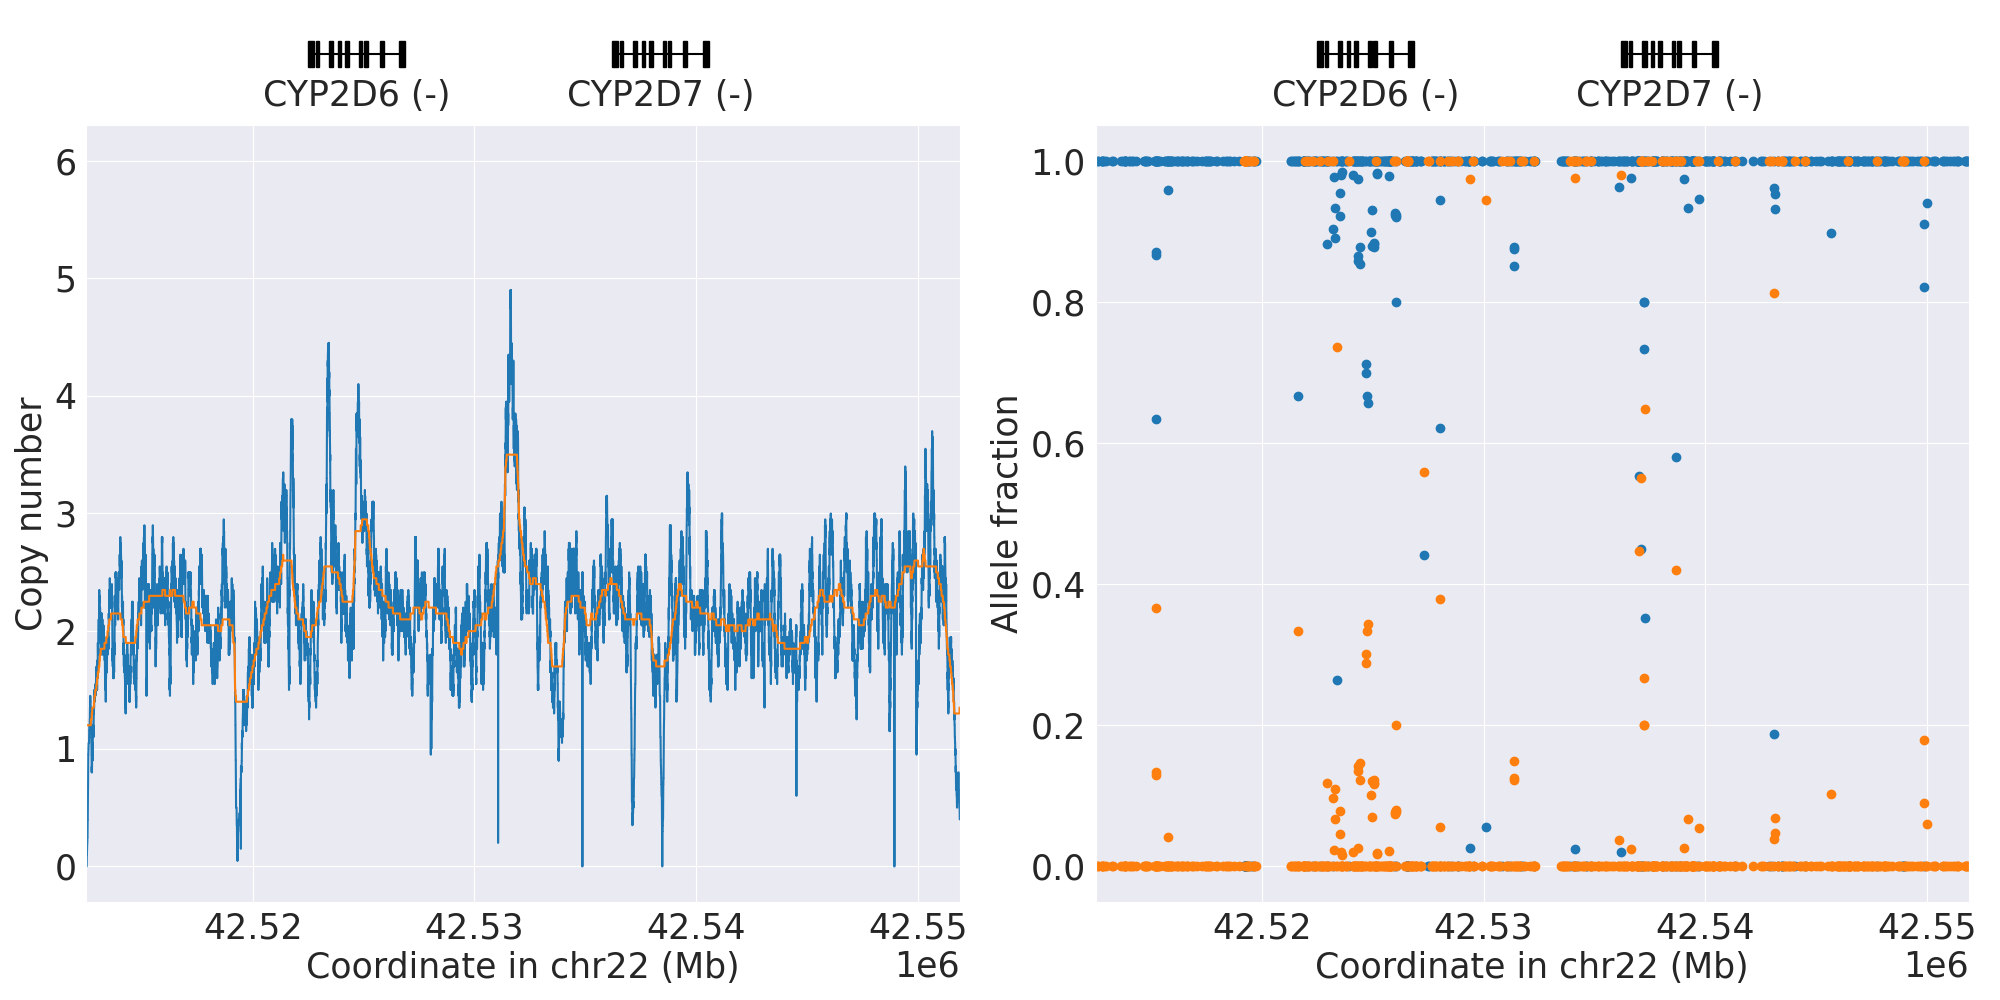 CYP2D6 (-) CYP2D7 (-)
Copy number
6
5
4
3
2
1
0
42.52 42.53 42.54 42.55
Coordinate in chr22 (Mb) 1e6
CYP2D6 (-) CYP2D7 (-)
Allele fraction
1.0
0.8
0.6
0.4
0.2
0.0
42.52 42.53 42.54 42.55
Coordinate in chr22 (Mb) 1e6